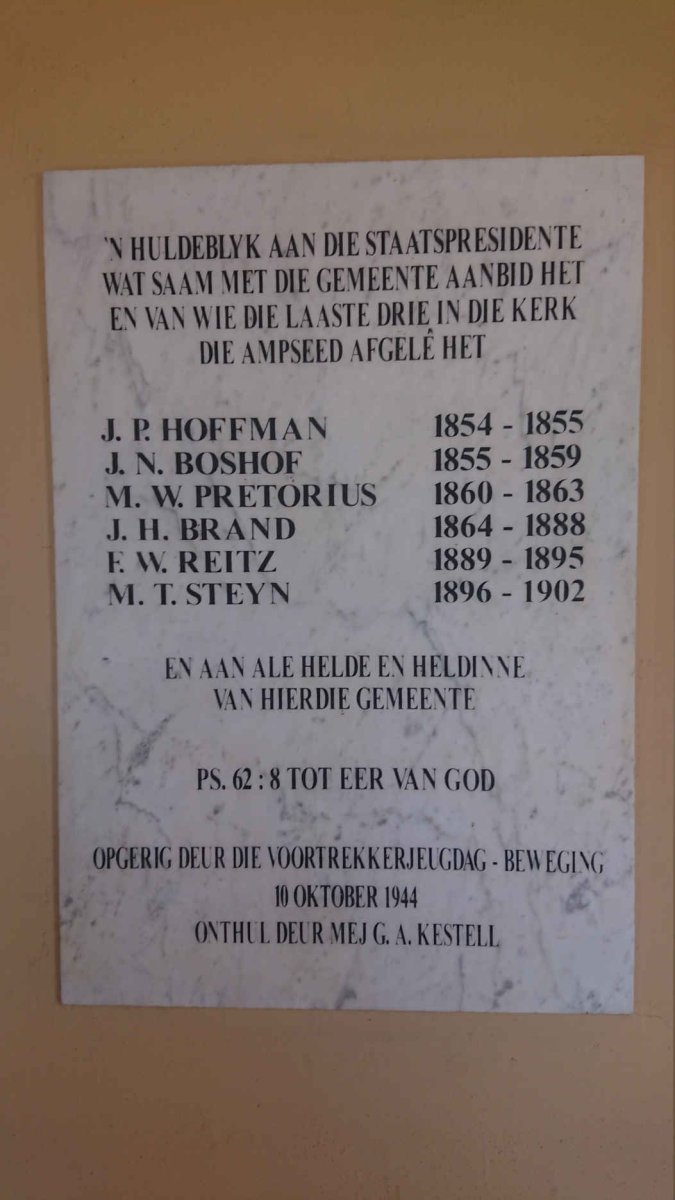 'N HULDEBLYK AAN DIE STAATSPRESIDENTE
WAT SAAM MET DIE GEMEENTE AANBID HET
EN VAN WIE DIE LAASTE DRIE IN DIE KERK
DIE AMPSEED AFGELÊ HET
J. P. HOFFMAN 1854 - 1855
J. N. BOSHOF 1855 - 1859
M. W. PRETORIUS 1860 - 1863
J. H. BRAND 1864 - 1888
F. W. REITZ 1889 - 1895
M. T. STEYN 1896 - 1902
EN AAN ALE HELDE EN HELDINNE
VAN HIERDIE GEMEENTE
PS. 62 : 8 TOT EER VAN GOD
OPGERIG DEUR DIE VOORTREKKERJEUGDAG - BEWEGING
10 OKTOBER 1944
ONTHUL DEUR MEJ G. A. KESTELL